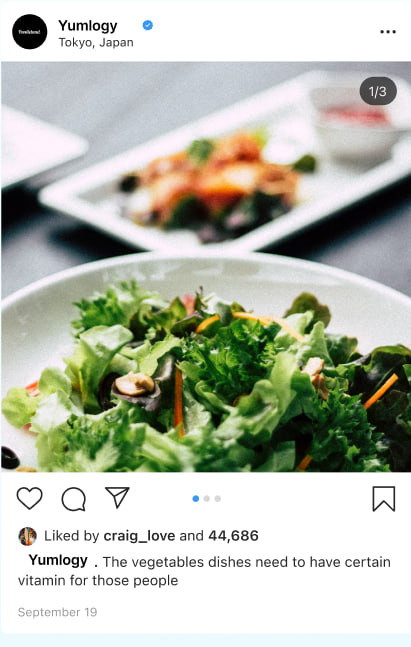 Yumlogy
Tokyo, Japan
1/3
Liked by craig_love and 44,686
Yumlogy . The vegetables dishes need to have certain
vitamin for those people
September 19